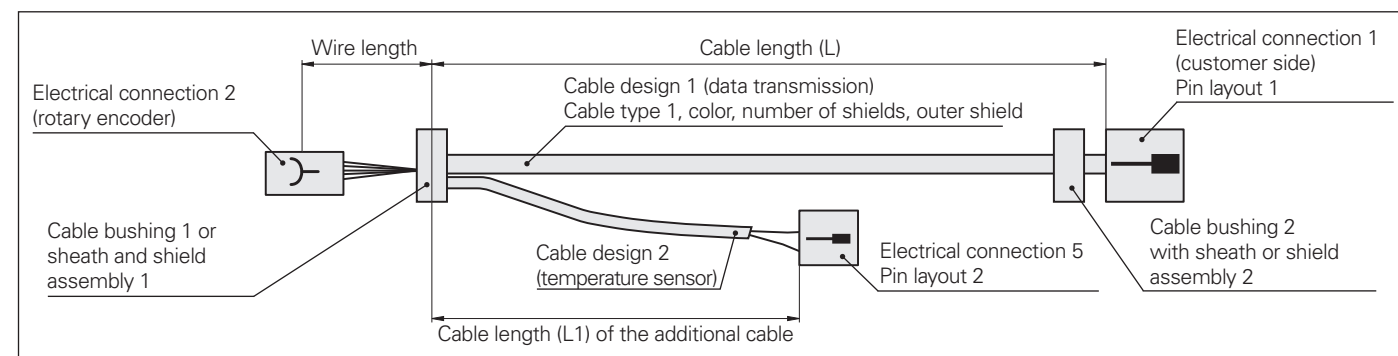 Wire length
Cable length (L)
Electrical connection 1
(customer side)
Pin layout 1
Cable design 1 (data transmission)
Cable type 1, color, number of shields, outer shield
Electrical connection 2
(rotary encoder)
Cable bushing 1 or
sheath and shield
assembly 1
Cable design 2
(temperature sensor)
Electrical connection 5
Pin layout 2
Cable bushing 2
with sheath or shield
assembly 2
Cable length (L1) of the additional cable